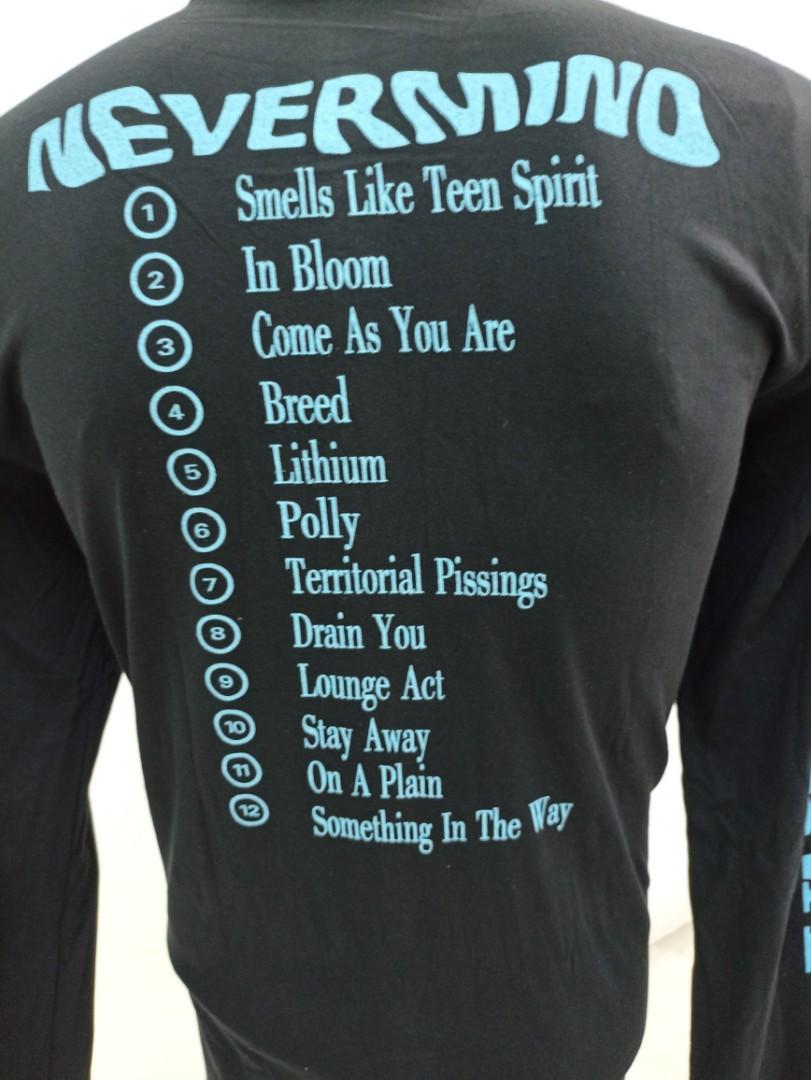 NEVERMIND
1 Smells Like Teen Spirit
2 In Bloom
3 Come As You Are
4 Breed
5 Lithium
6 Polly
7 Territorial Pissings
8 Drain You
9 Lounge Act
10 Stay Away
11 On A Plain
12 Something In The Way